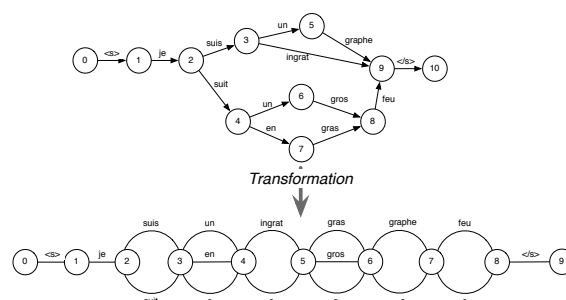 <s> je suis un graphe
0 1 2 3 5
ingrat 9 </s> 10
suit un gros feu
4 6 8
en gras
7
Transformation
suis un ingrat gras graphe feu
<s> je en gros </s>
0 1 2 3 4 5 6 7 8 9